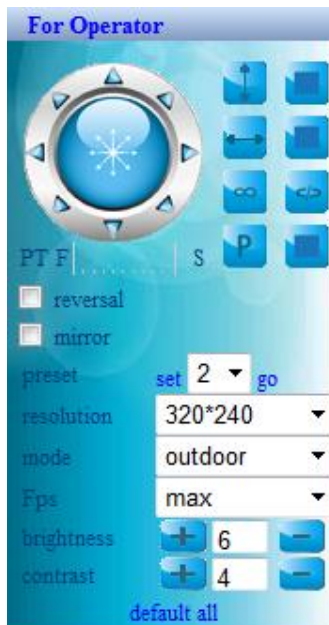 For Operator
P
PT F S
reversal
mirror
preset set 2 go
resolution 320*240
mode outdoor
Fps max
brightness + 6 -
contrast + 4 -
default all